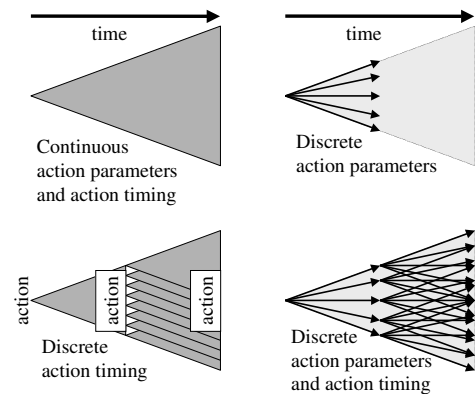 time
Continuous
action parameters
and action timing
time
Discrete
action parameters
action
action
action
Discrete
action timing
Discrete
action parameters
and action timing